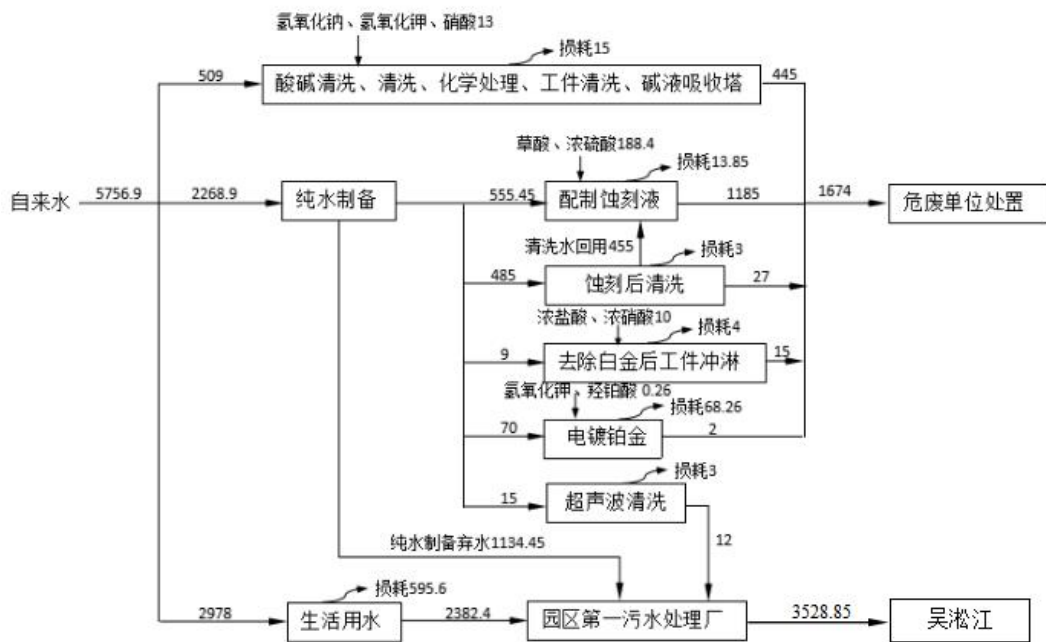 氢氧化钠、氢氧化钾、硝酸13
损耗15
509
酸碱清洗、清洗、化学处理、工件清洗、碱液吸收塔
445
草酸、浓硫酸188.4
损耗13.85
自来水
5756.9
2268.9
纯水制备
555.45
配制蚀刻液
1185
1674
危废单位处置
清洗水回用455
损耗3
485
蚀刻后清洗
27
浓盐酸、浓硝酸10
损耗4
9
去除白金后工件冲淋
15
氢氧化钾、羟铂酸 0.26
损耗68.26
70
电镀铂金
2
损耗3
15
超声波清洗
12
纯水制备弃水1134.45
损耗595.6
2978
生活用水
2382.4
园区第一污水处理厂
3528.85
吴淞江